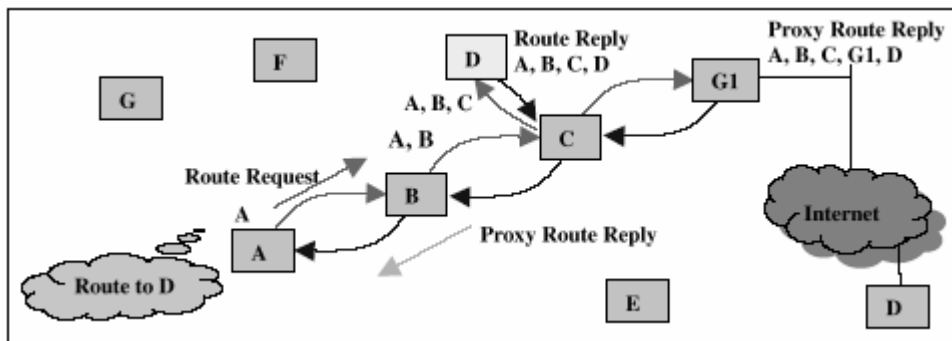 Proxy Route Reply
A, B, C, G1, D
Route Reply
A, B, C, D
F
D
G1
G
A, B, C
A, B
C
Route Request
B
Internet
A
A
Proxy Route Reply
Route to D
E
D